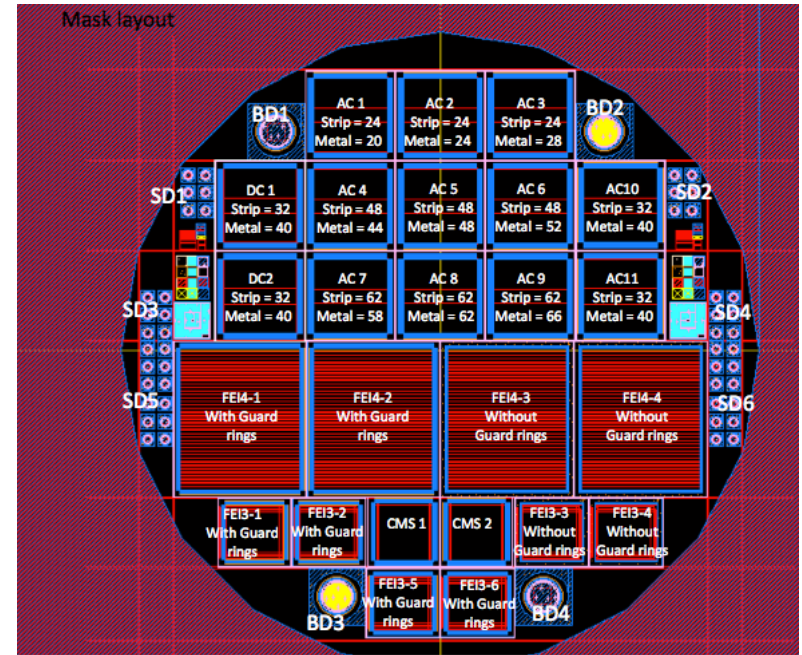 Mask layout
BD1
AC 1
Strip = 24
Metal = 20
AC 2
Strip = 24
Metal = 24
AC 3
Strip = 24
Metal = 28
BD2
SD1
DC 1
Strip = 32
Metal = 40
AC 4
Strip = 48
Metal = 44
AC 5
Strip = 48
Metal = 48
AC 6
Strip = 48
Metal = 52
AC10
Strip = 32
Metal = 40
SD2
SD3
DC2
Strip = 32
Metal = 40
AC 7
Strip = 62
Metal = 58
AC 8
Strip = 62
Metal = 62
AC 9
Strip = 62
Metal = 66
AC11
Strip = 32
Metal = 40
SD4
SD5
FEI4-1
With Guard
rings
FEI4-2
With Guard
rings
FEI4-3
Without
Guard rings
FEI4-4
Without
Guard rings
SD6
FEI3-1
With Guard
rings
FEI3-2
With Guard
rings
CMS 1
CMS 2
FEI3-3
Without
Guard rings
FEI3-4
Without
Guard rings
BD3
FEI3-5
With Guard
rings
FEI3-6
With Guard
rings
BD4